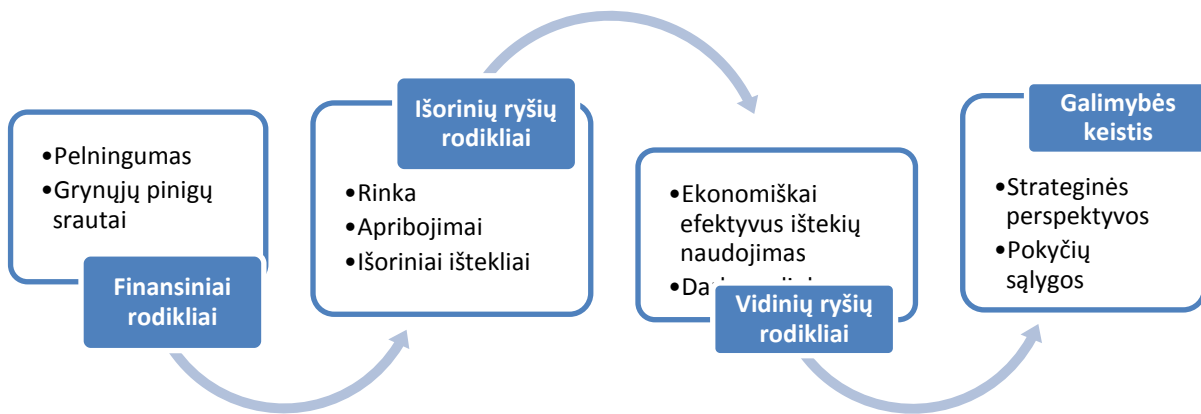 •Pelningumas
•Grynųjų pinigų
srautai
Finansiniai
rodikliai
Išorinių ryšių
rodikliai
•Rinka
•Apribojimai
•Išoriniai ištekliai
•Ekonomiškai
efektyvus ištekių
naudojimas
•
Vidinių ryšių
rodikliai
Galimybės
keistis
•Strateginės
perspektyvos
•Pokyčių
sąlygos